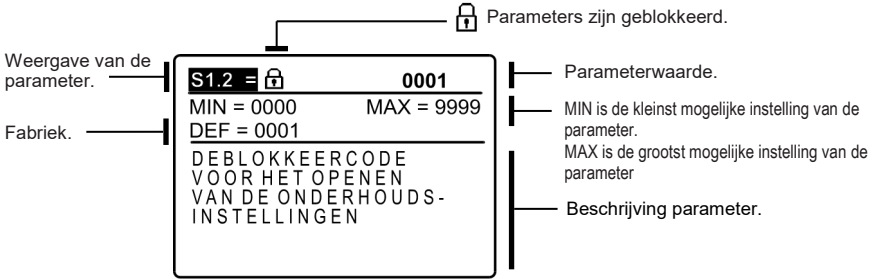 Parameters zijn geblokkeerd.
Weergave van de
parameter.
Fabriek.
S1.2 = 0001
MIN = 0000 MAX = 9999
DEF = 0001
DEBLOKKEERCODE
VOOR HET OPENEN
VAN DE ONDERHOUDS-
INSTELLINGEN
Parameterwaarde.
MIN is de kleinst mogelijke instelling van de
parameter.
MAX is de grootst mogelijke instelling van de
parameter
Beschrijving parameter.